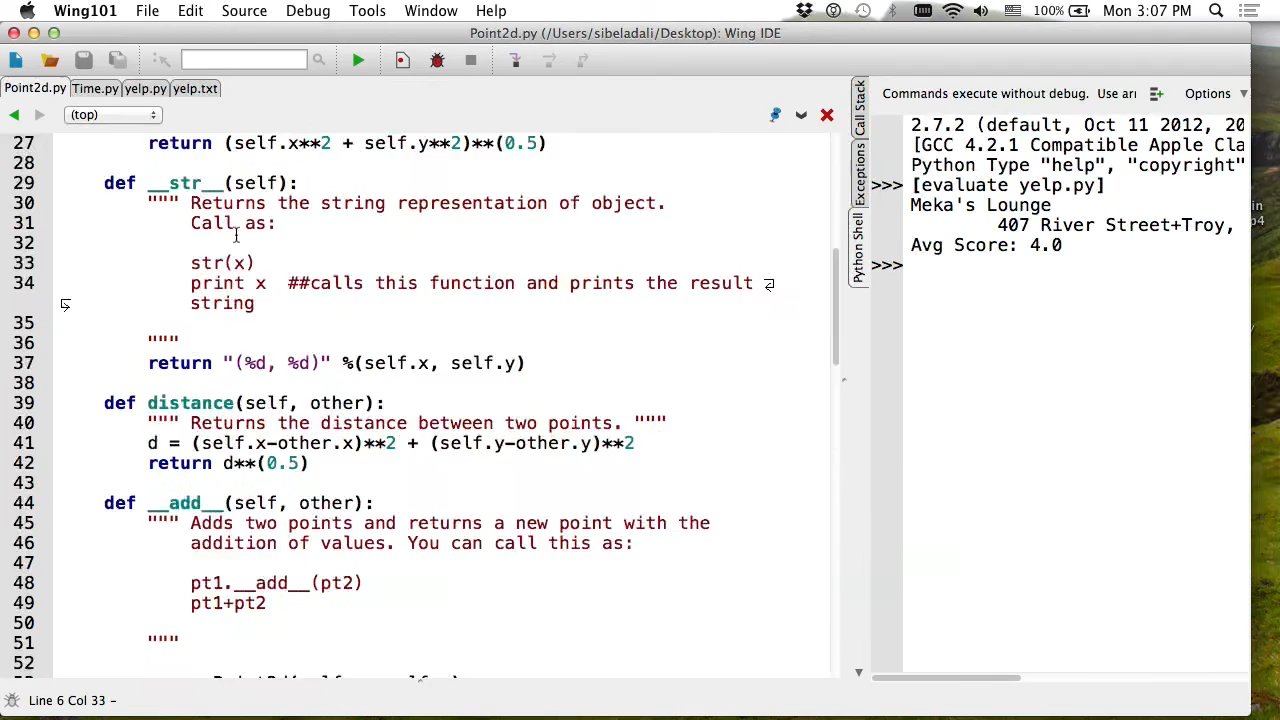 Wing101 File Edit Source Debug Tools Window Help 100% Mon 3:07 PM
Point2d.py (/Users/sibeladali/Desktop): Wing IDE
Point2d.py Time.py yelp.py yelp.txt
(top)
27 return (self.x**2 + self.y**2)**(0.5)
28
29 def __str__(self):
30 """ Returns the string representation of object.
31 Call as:
32
33 str(x)
34 print x ##calls this function and prints the result
string
35
36 """
37 return "(%d, %d)" %(self.x, self.y)
38
39 def distance(self, other):
40 """ Returns the distance between two points. """
41 d = (self.x-other.x)**2 + (self.y-other.y)**2
42 return d**(0.5)
43
44 def __add__(self, other):
45 """ Adds two points and returns a new point with the
46 addition of values. You can call this as:
47
48 pt1.__add__(pt2)
49 pt1+pt2
50
51 """
52
Line 6 Col 33 –
Call Stack
Exceptions
Python Shell
Commands execute without debug. Use ar Options
2.7.2 (default, Oct 11 2012, 20
[GCC 4.2.1 Compatible Apple Cla
Python Type "help", "copyright"
>>> [evaluate yelp.py]
Meka's Lounge
407 River Street+Troy,
Avg Score: 4.0
>>>